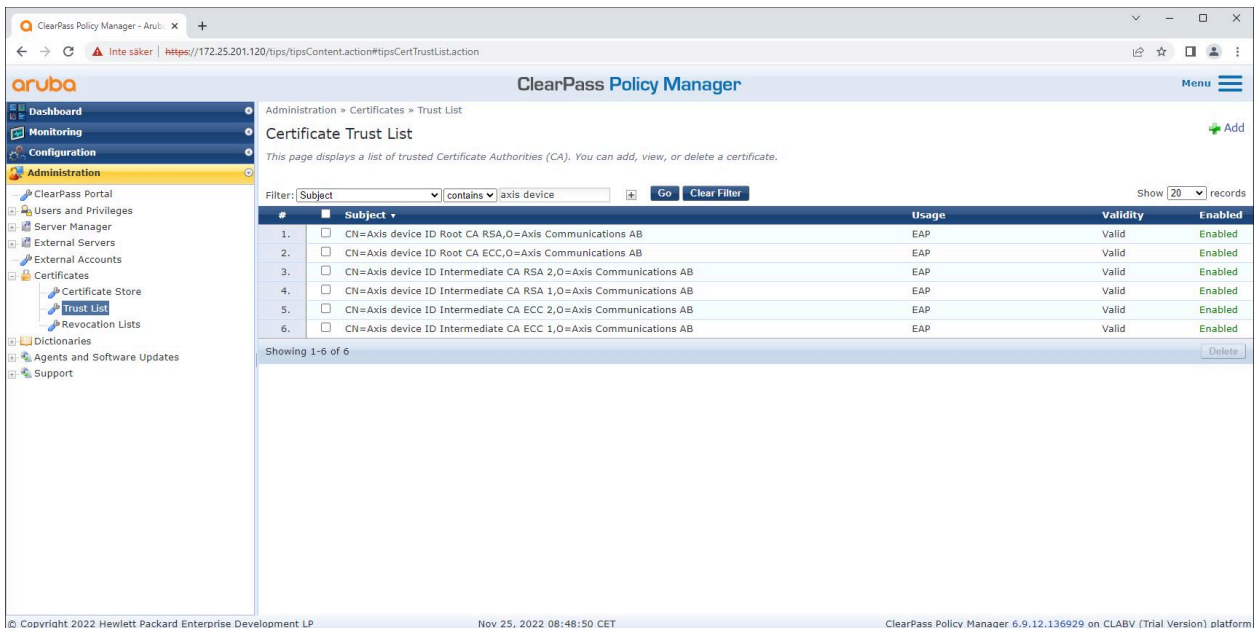 ClearPass Policy Manager - Arub
Inte säker | https://172.25.201.120/tips/tipsContent.action#tipsCertTrustList.action
aruba
ClearPass Policy Manager
Menu
Dashboard
Monitoring
Configuration
Administration
ClearPass Portal
Users and Privileges
Server Manager
External Servers
External Accounts
Certificates
Certificate Store
Trust List
Revocation Lists
Dictionaries
Agents and Software Updates
Support
Administration » Certificates » Trust List
Certificate Trust List
Add
This page displays a list of trusted Certificate Authorities (CA). You can add, view, or delete a certificate.
Filter: Subject contains axis device + Go Clear Filter Show 20 records
# Subject Usage Validity Enabled
1. CN=Axis device ID Root CA RSA,O=Axis Communications AB EAP Valid Enabled
2. CN=Axis device ID Root CA ECC,O=Axis Communications AB EAP Valid Enabled
3. CN=Axis device ID Intermediate CA RSA 2,O=Axis Communications AB EAP Valid Enabled
4. CN=Axis device ID Intermediate CA RSA 1,O=Axis Communications AB EAP Valid Enabled
5. CN=Axis device ID Intermediate CA ECC 2,O=Axis Communications AB EAP Valid Enabled
6. CN=Axis device ID Intermediate CA ECC 1,O=Axis Communications AB EAP Valid Enabled
Showing 1-6 of 6 Delete
© Copyright 2022 Hewlett Packard Enterprise Development LP Nov 25, 2022 08:48:50 CET ClearPass Policy Manager 6.9.12.136929 on CLABV (Trial Version) platform